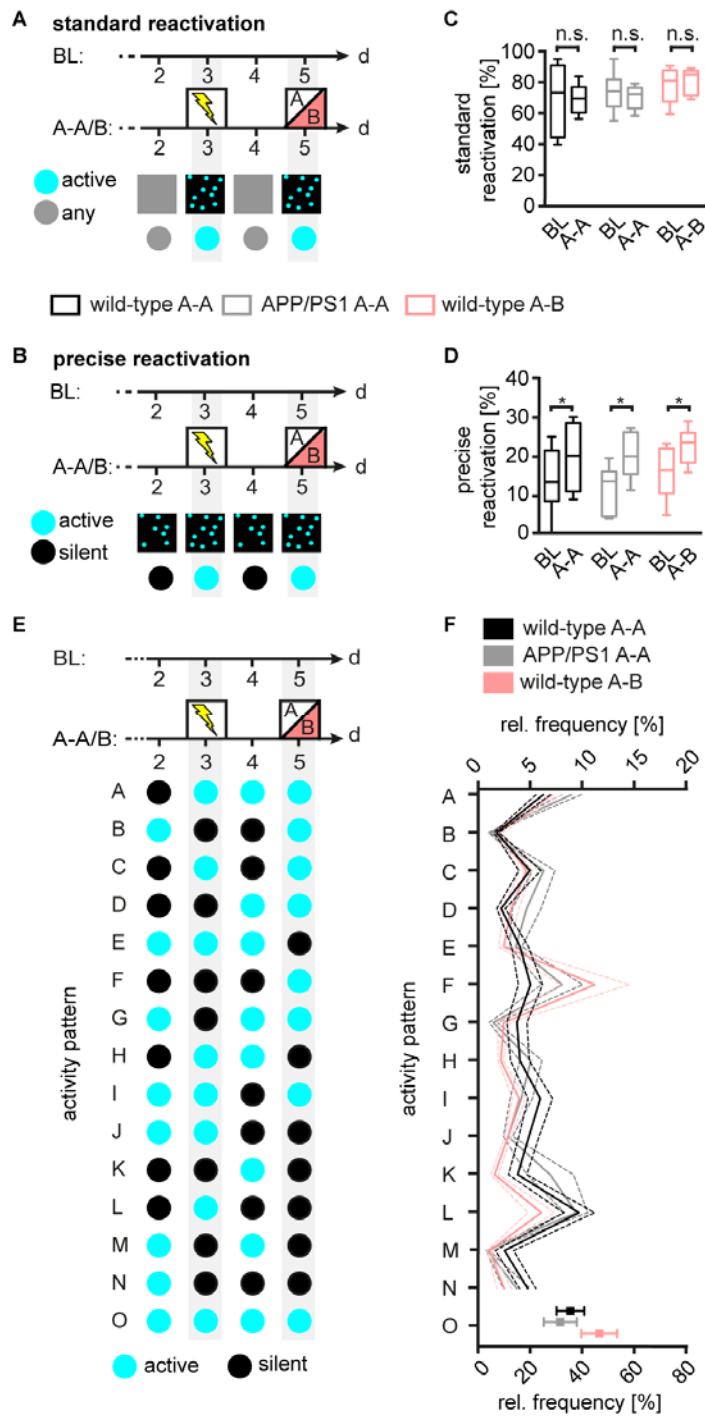 A standard reactivation
BL: d
2 3 4 5
A-A/B: A B d
2 3 4 5
active
any
C
n.s. n.s. n.s.
standard
reactivation [%]
100
80
60
40
20
0
BL A-A BL A-A BL A-B
wild-type A-A APP/PS1 A-A wild-type A-B
B precise reactivation
BL: d
2 3 4 5
A-A/B: A B d
2 3 4 5
active
silent
D
* * *
precise
reactivation [%]
40
30
20
10
0
BL A-A BL A-A BL A-B
E
BL: d
2 3 4 5
A-A/B: A B d
2 3 4 5
activity pattern
A
B
C
D
E
F
G
H
I
J
K
L
M
N
O
active silent
F
wild-type A-A
APP/PS1 A-A
wild-type A-B
rel. frequency [%]
0 5 10 15 20
activity pattern
A
B
C
D
E
F
G
H
I
J
K
L
M
N
O
0 20 40 60 80
rel. frequency [%]